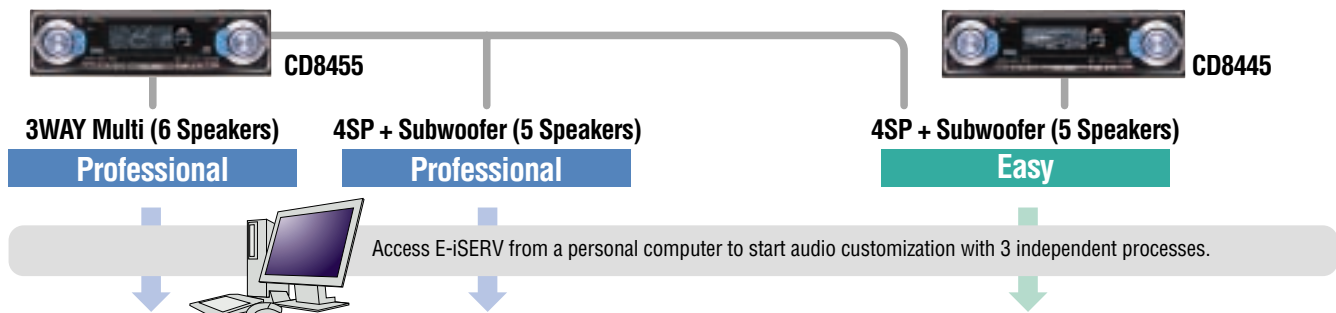 CD8455
CD8445
3WAY Multi (6 Speakers)
4SP + Subwoofer (5 Speakers)
4SP + Subwoofer (5 Speakers)
Professional
Professional
Easy
Access E-iSERV from a personal computer to start audio customization with 3 independent processes.